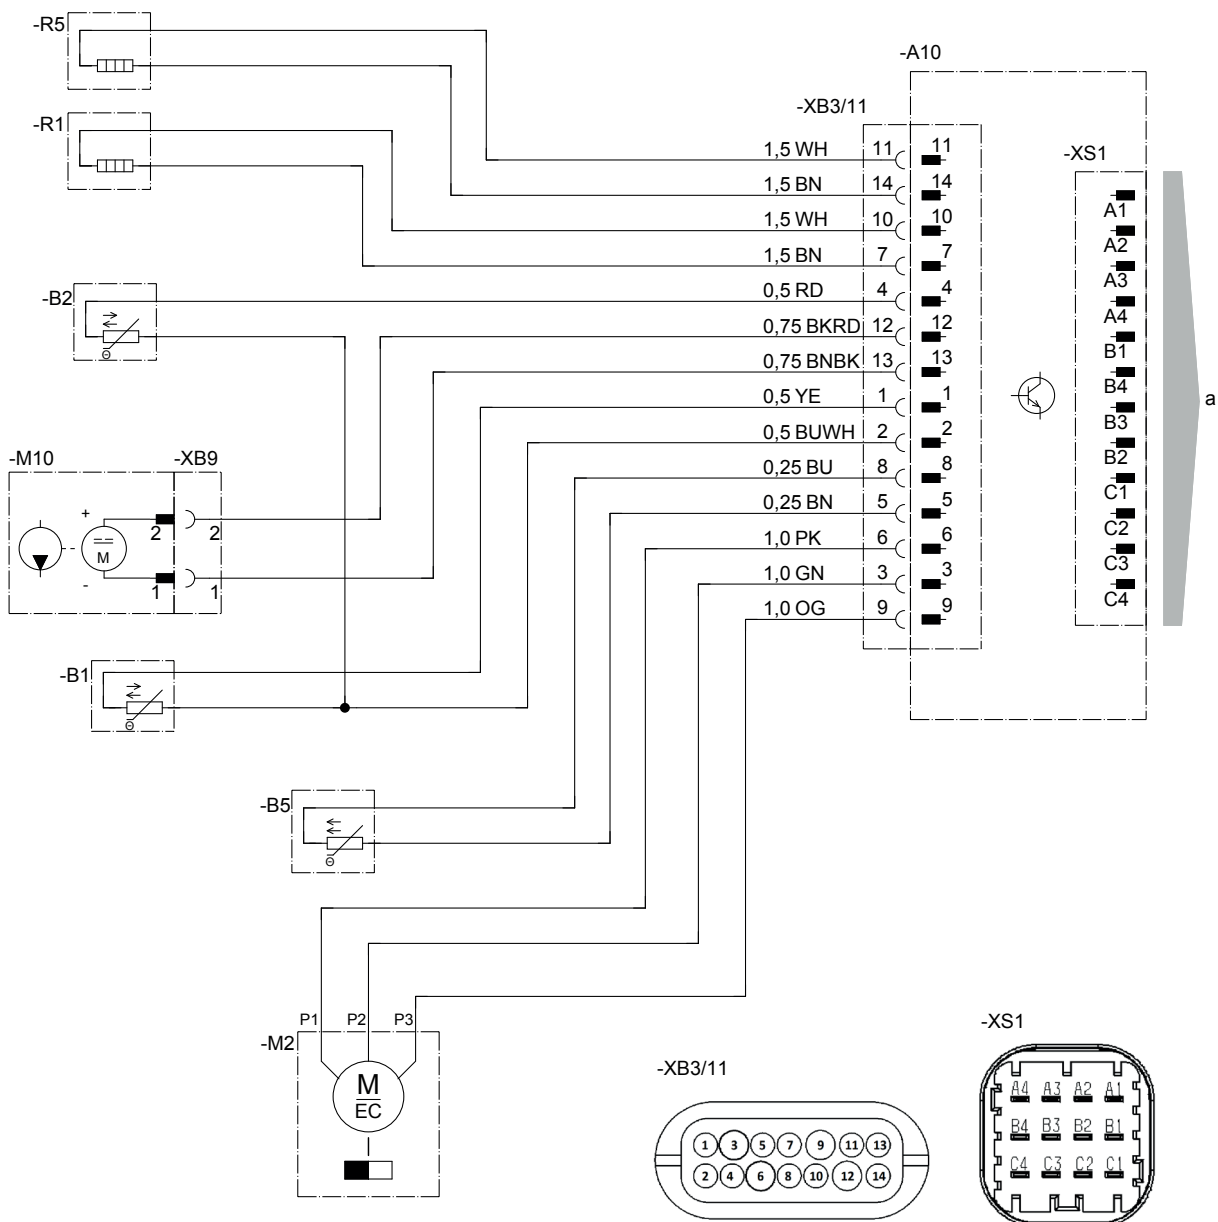 -R5
-A10
-XB3/11
-R1
1,5 WH 11 11
-XS1
1,5 BN 14 14
A1
1,5 WH 10 10
A2
1,5 BN 7 7
A3
-B2
0,5 RD 4 4
A4
0,75 BKRD 12 12
Θ
B1
0,75 BNBK 13 13
B4
0,5 YE 1 1
a
B3
0,5 BUWH 2 2
B2
-M10 -XB9
0,25 BU 8 8
C1
0,25 BN 5 5
+
C2
2 2
1,0 PK 6 6
M
C3
-
1 1
1,0 GN 3 3
C4
1,0 OG 9 9
-B1
Θ
-B5
Θ
P1 P2 P3
-M2
-XS1
-XB3/11
M
EC
A4 A3 A2 A1
B4 B3 B2 B1
C4 C3 C2 C1
1 3 5 7 9 11 13
2 4 6 8 10 12 14